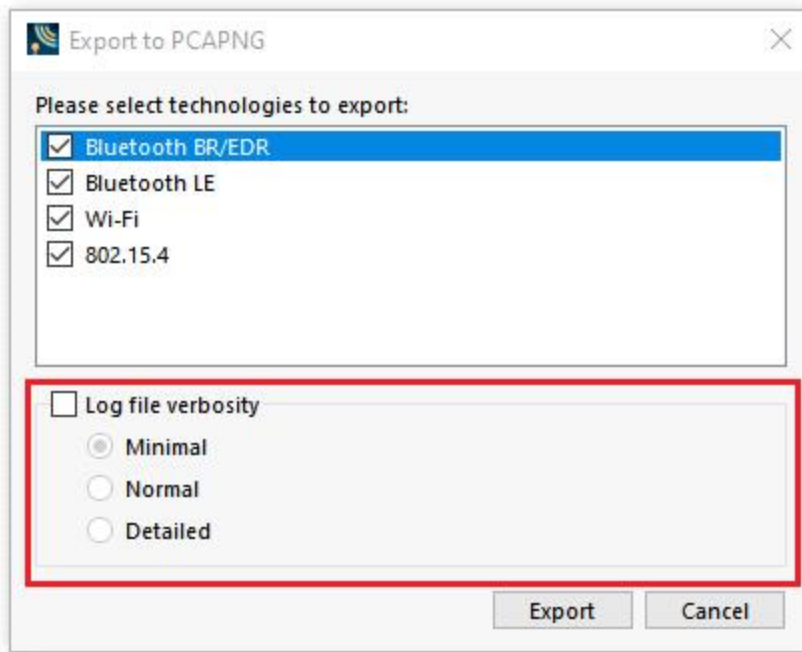 Export to PCAPNG
Please select technologies to export:
Bluetooth BR/EDR
Bluetooth LE
Wi-Fi
802.15.4
Log file verbosity
Minimal
Normal
Detailed
Export Cancel